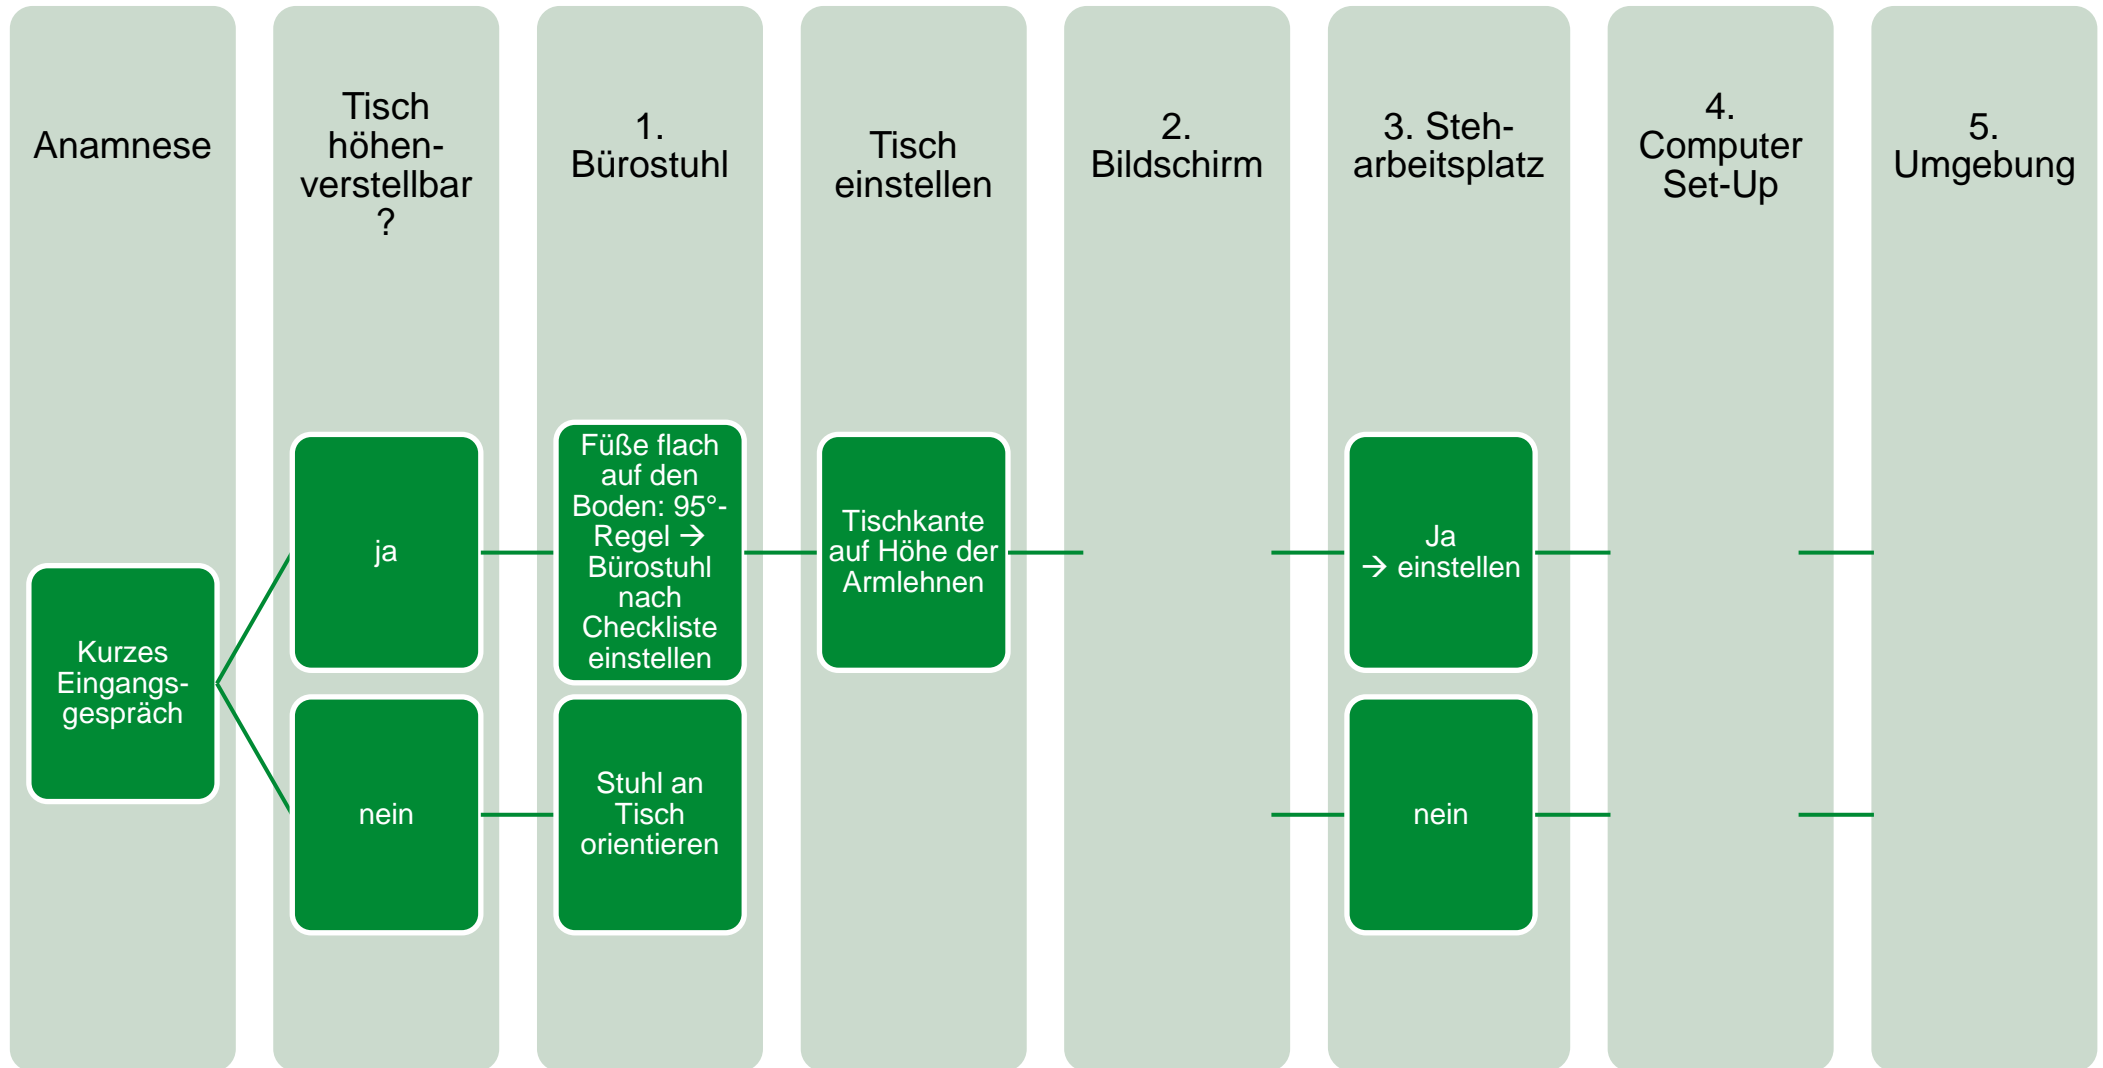 Anamnese
Tisch
höhen-
verstellbar
?
1.
Bürostuhl
Tisch
einstellen
2.
Bildschirm
3. Steh-
arbeitsplatz
4.
Computer
Set-Up
5.
Umgebung
Kurzes
Eingangs-
gespräch
ja
nein
Füße flach
auf den
Boden: 95°-
Regel →
Bürostuhl
nach
Checkliste
einstellen
Stuhl an
Tisch
orientieren
Tischkante
auf Höhe der
Armlehnen
Ja
→ einstellen
nein